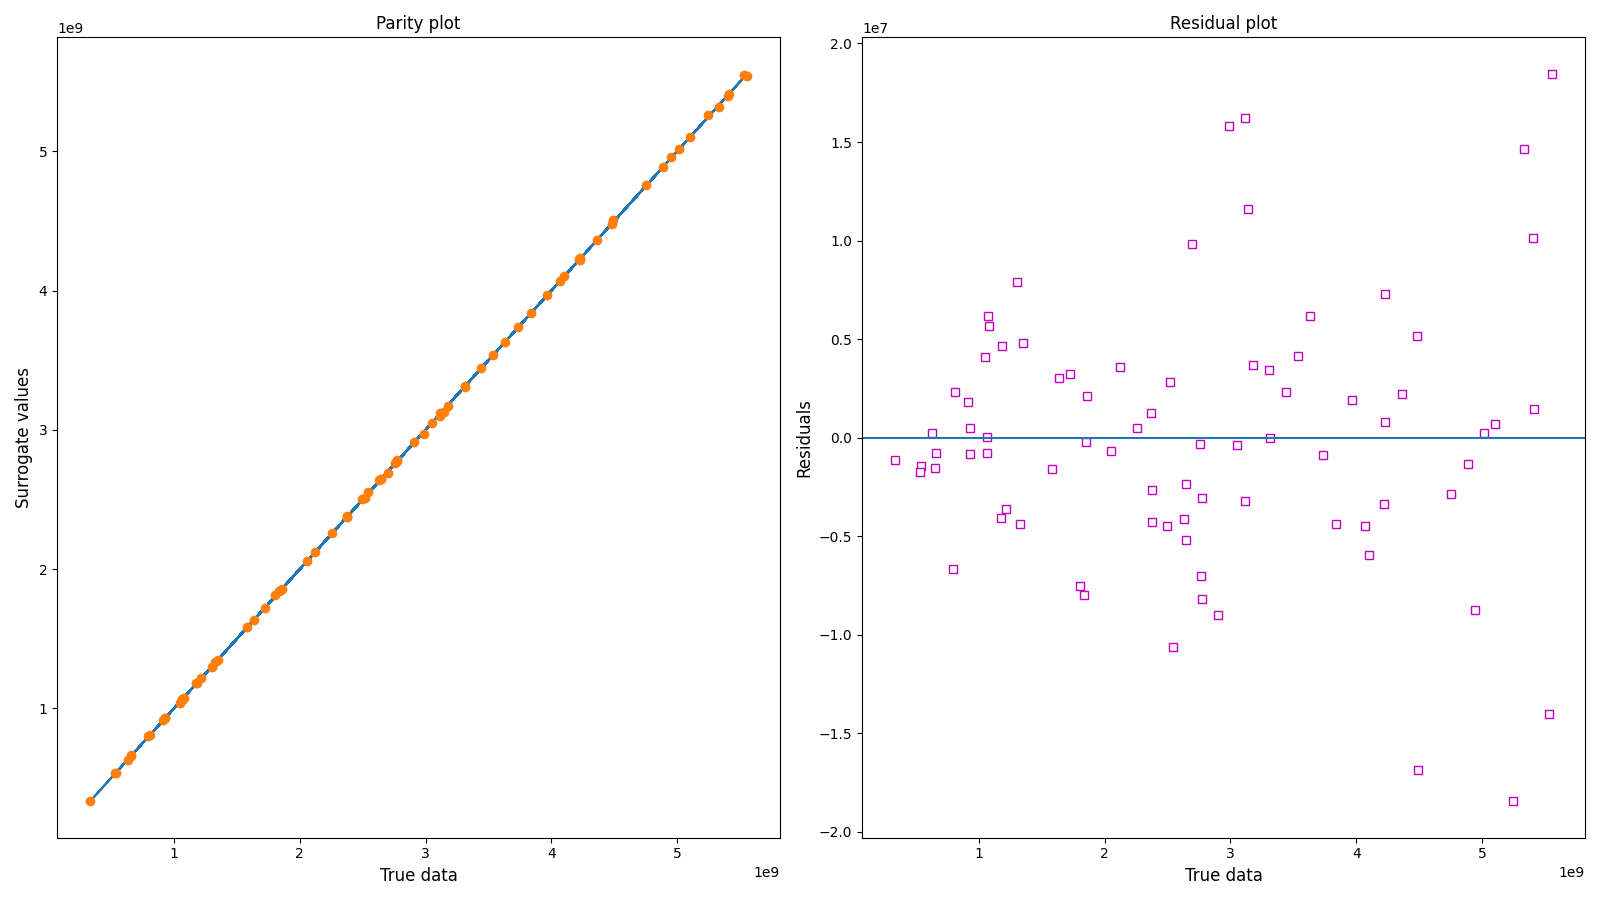 Parity plot
1e9
Surrogate values
5
4
3
2
1
1 2 3 4 5
1e9
True data
Residual plot
1e7
Residuals
2.0
1.5
1.0
0.5
0.0
−0.5
−1.0
−1.5
−2.0
1 2 3 4 5
1e9
True data